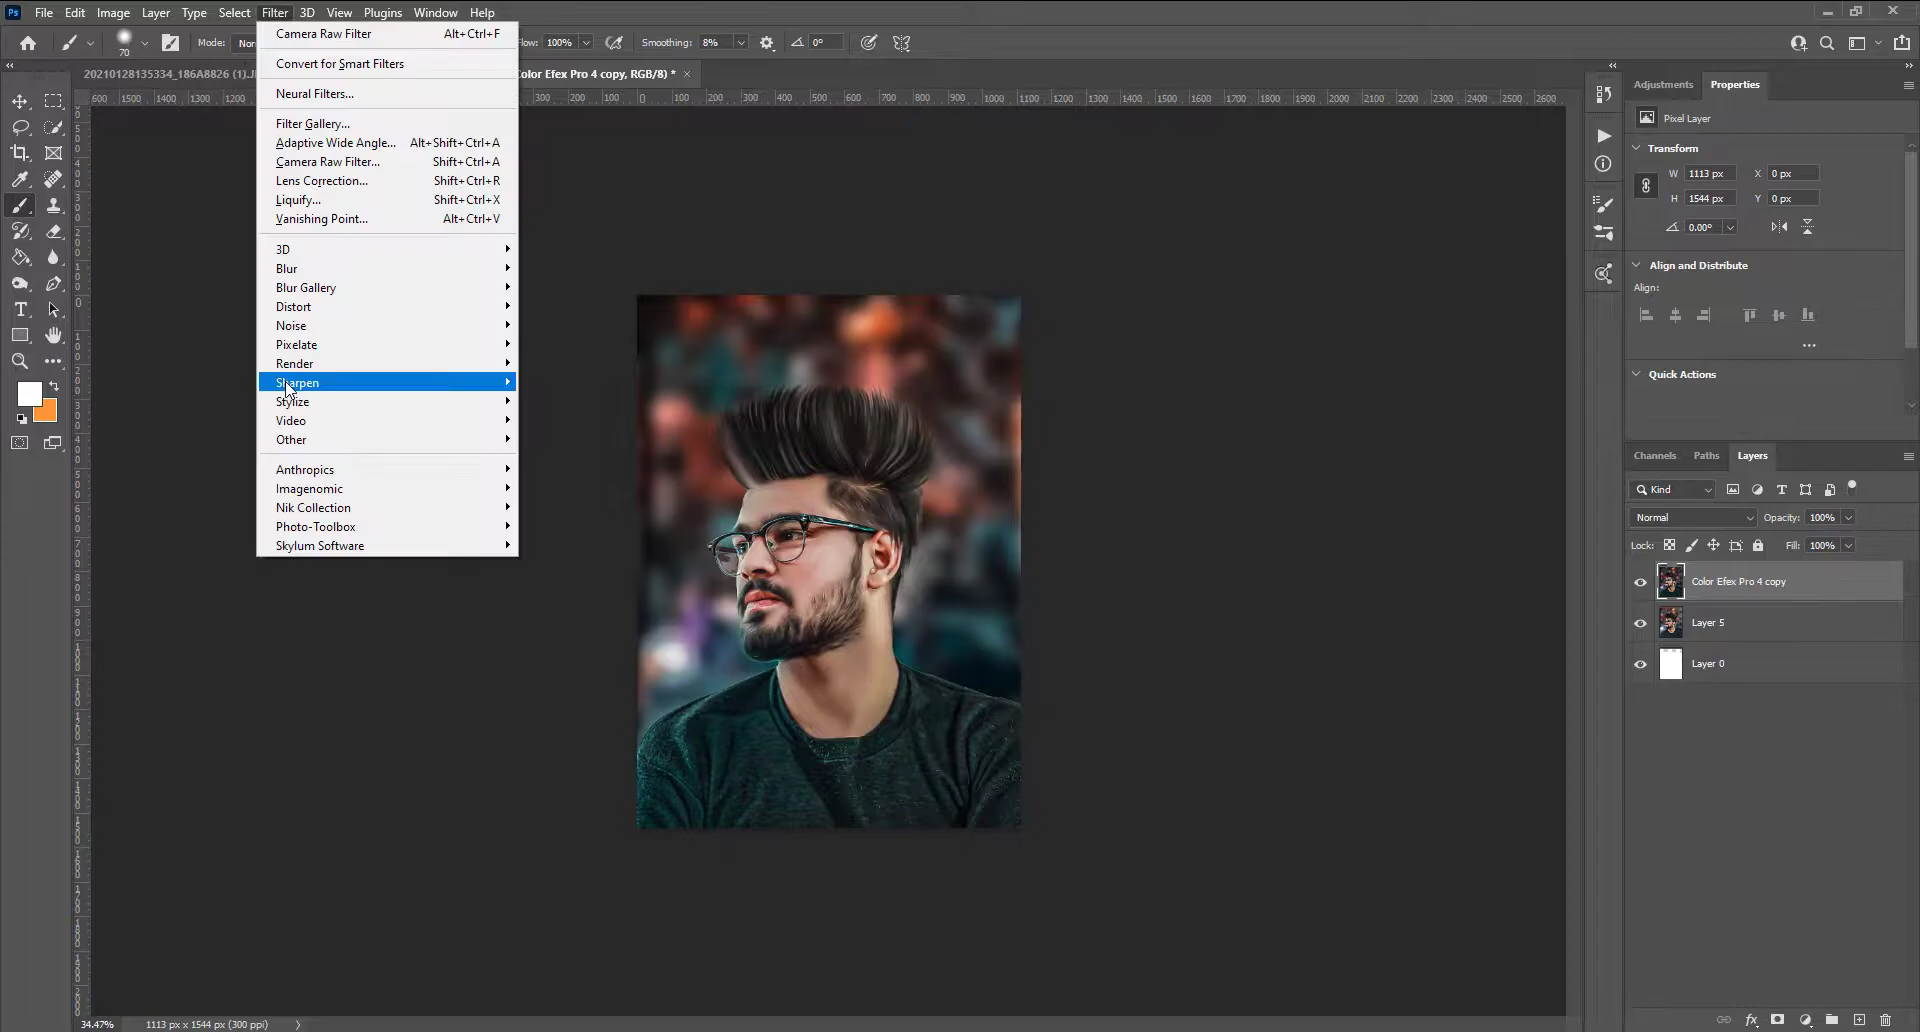 Ps File Edit Image Layer Type Select Filter 3D View Plugins Window Help
70 Mode: Flow: 100% Smoothing: 8% 0°
20210128135334_186A8826 (1).
Color Efex Pro 4 copy, RGB/8) * ×
600 1500 1400 1300 1200 300 200 100 0 100 200 300 400 500 600 700 800 900 1000 1100 1200 1300 1400 1500 1600 1700 1800 1900 2000 2100 2200 2300 2400 2500 2600
Camera Raw Filter Alt+Ctrl+F
Convert for Smart Filters
Neural Filters...
Filter Gallery...
Adaptive Wide Angle... Alt+Shift+Ctrl+A
Camera Raw Filter... Shift+Ctrl+A
Lens Correction... Shift+Ctrl+R
Liquify... Shift+Ctrl+X
Vanishing Point... Alt+Ctrl+V
3D
Blur
Blur Gallery
Distort
Noise
Pixelate
Render
Sharpen
Stylize
Video
Other
Anthropics
Imagenomic
Nik Collection
Photo-Toolbox
Skylum Software
Adjustments Properties
Pixel Layer
Transform
W 1113 px X 0 px
H 1544 px Y 0 px
0.00°
Align and Distribute
Align:
Quick Actions
Channels Paths Layers
Kind
Normal Opacity: 100%
Lock: Fill: 100%
Color Efex Pro 4 copy
Layer 5
Layer 0
34.47% 1113 px x 1544 px (300 ppi)